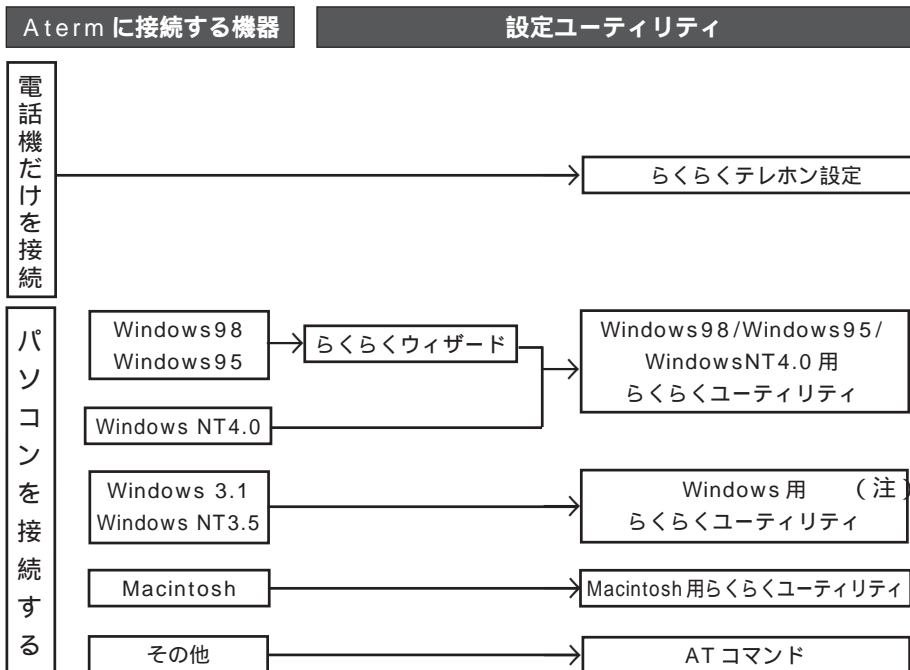 Aterm に接続する機器
設定ユーティリティ
電話機だけを接続
らくらくテレホン設定
パソコンを接続する
Windows98
Windows95
らくらくウィザード
Windows98/Windows95/
WindowsNT4.0 用
らくらくユーティリティ
Windows NT4.0
Windows 3.1
Windows NT3.5
Windows 用 （注）
らくらくユーティリティ
Macintosh
Macintosh 用らくらくユーティリティ
その他
AT コマンド